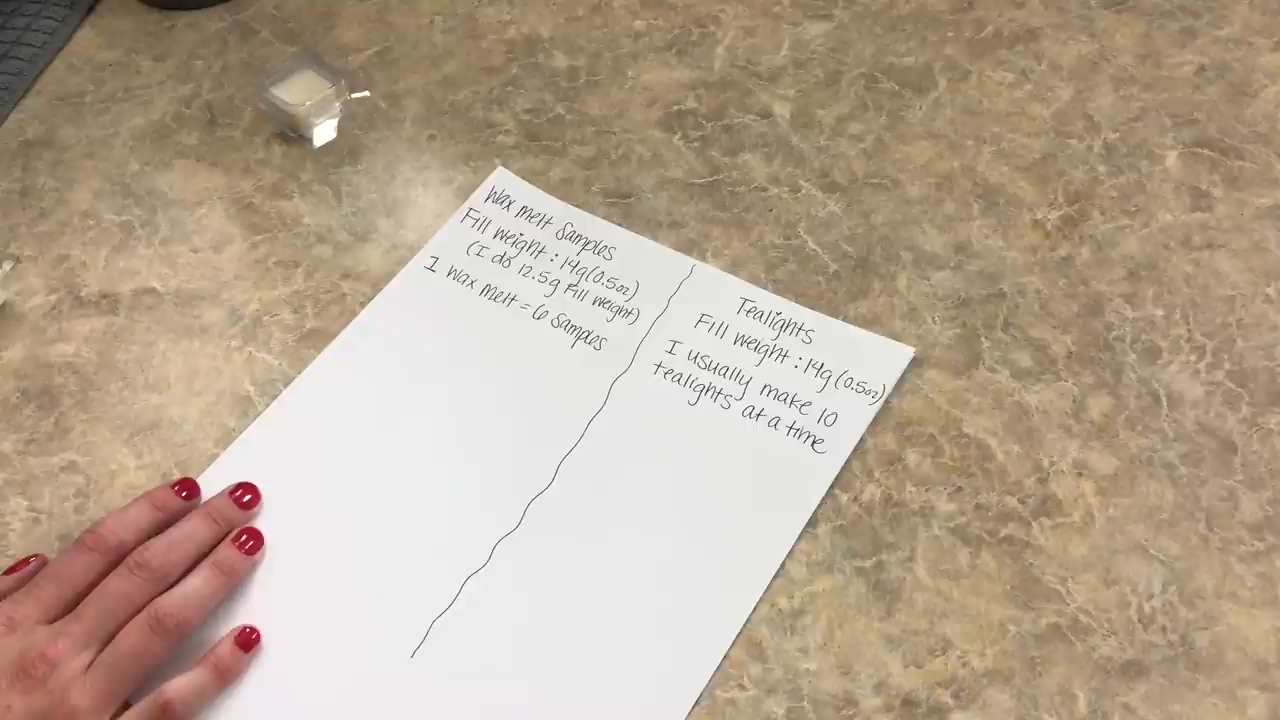 Wax melt Samples
Fill weight : 14g (0.5oz)
(I do 12.5g Fill weight)
1 wax melt = 6 Samples
Tealights
Fill weight : 14g (0.5oz)
I usually make 10
tealights at a time